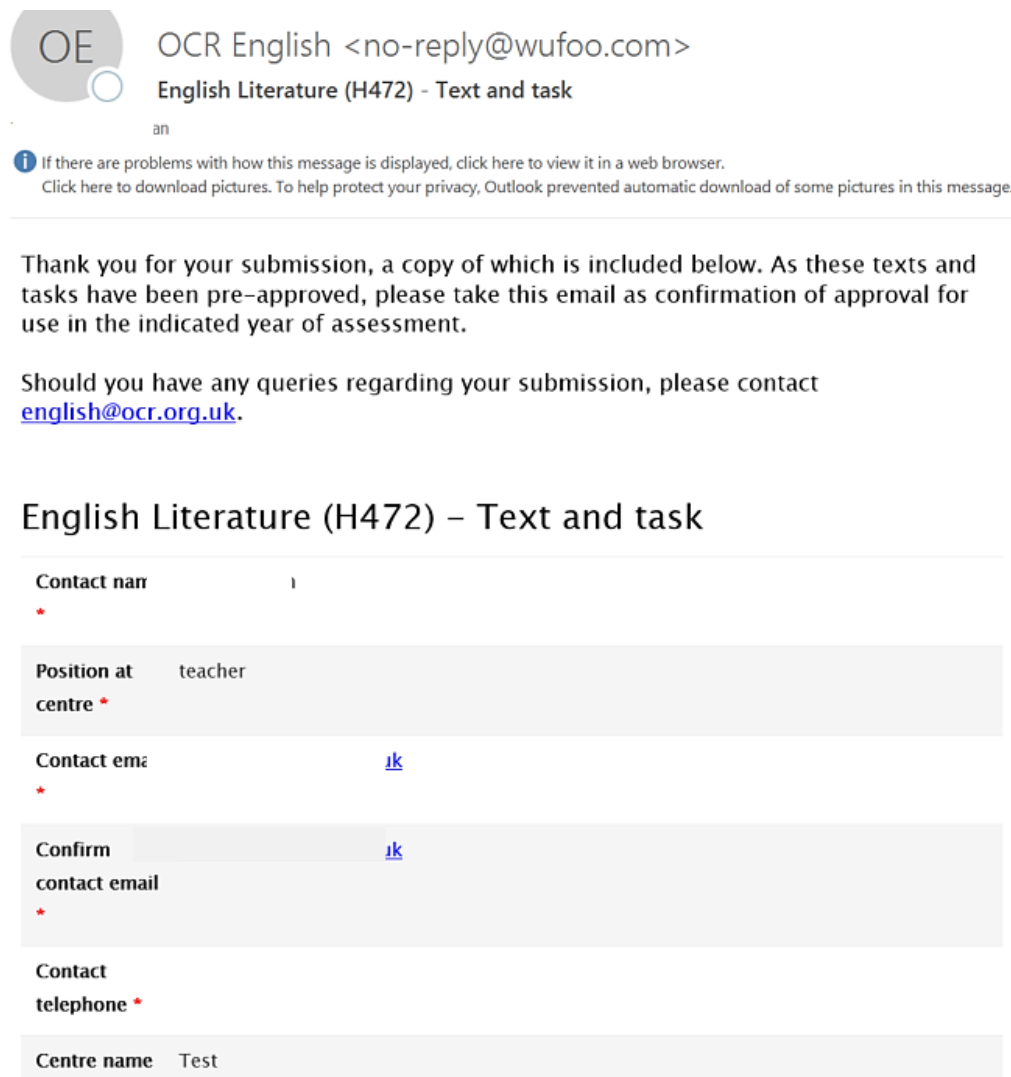 OE
OCR English <no-reply@wufoo.com>
English Literature (H472) - Text and task
an
If there are problems with how this message is displayed, click here to view it in a web browser.
Click here to download pictures. To help protect your privacy, Outlook prevented automatic download of some pictures in this message.
Thank you for your submission, a copy of which is included below. As these texts and
tasks have been pre-approved, please take this email as confirmation of approval for
use in the indicated year of assessment.
Should you have any queries regarding your submission, please contact
english@ocr.org.uk.
English Literature (H472) – Text and task
Contact nam
*
Position at teacher
centre *
Contact ema uk
*
Confirm uk
contact email
*
Contact
telephone *
Centre name Test